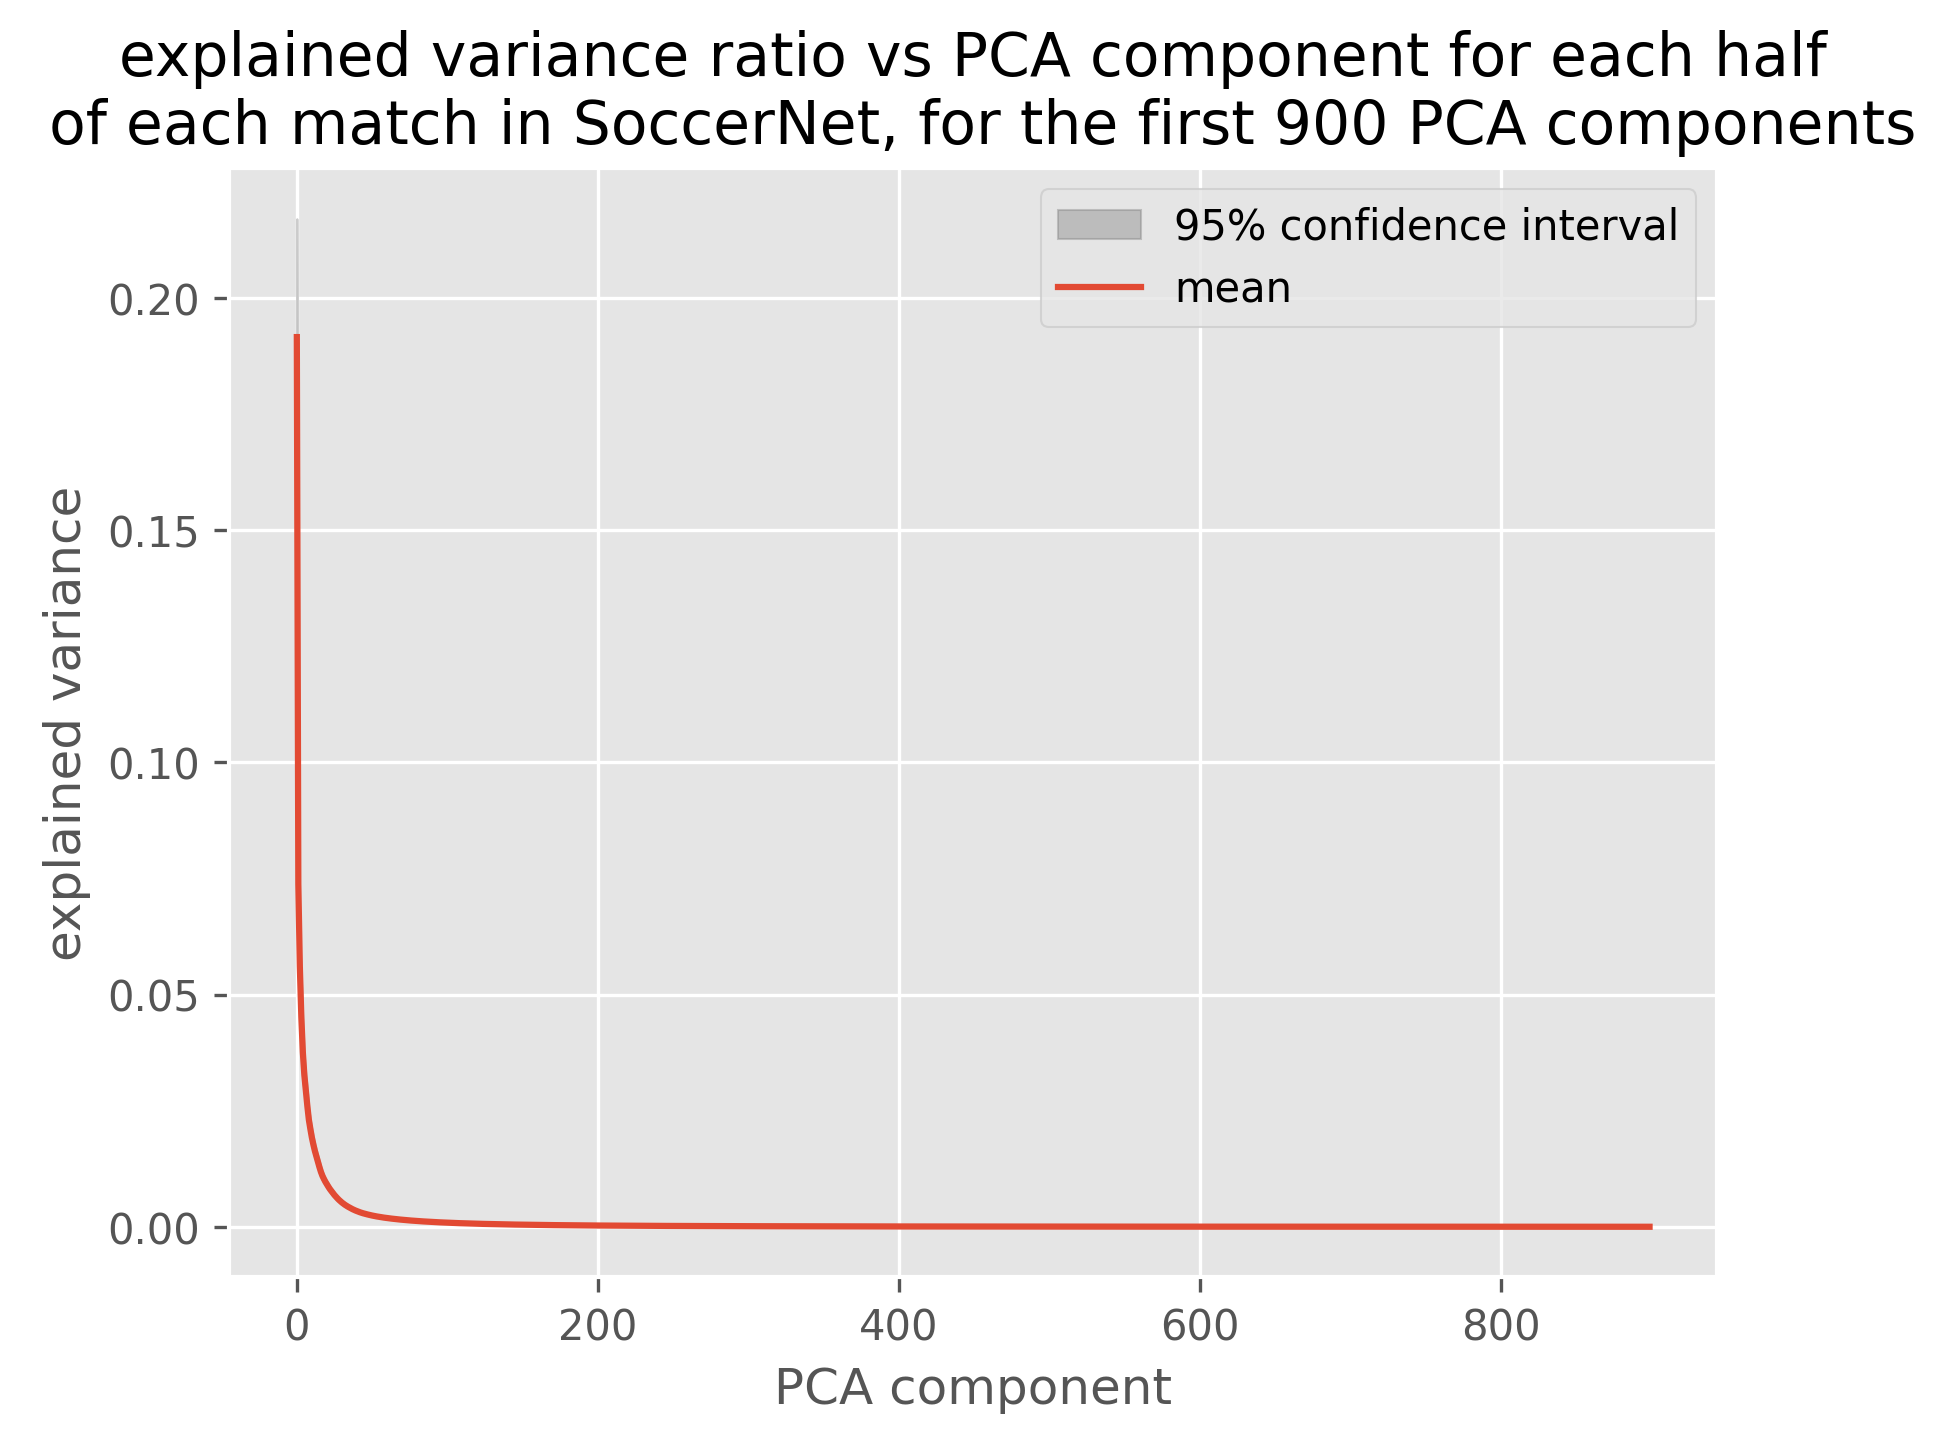 explained variance ratio vs PCA component for each half
of each match in SoccerNet, for the first 900 PCA components
95% confidence interval
mean
0.20
0.15
0.10
0.05
0.00
explained variance
0 200 400 600 800
PCA component